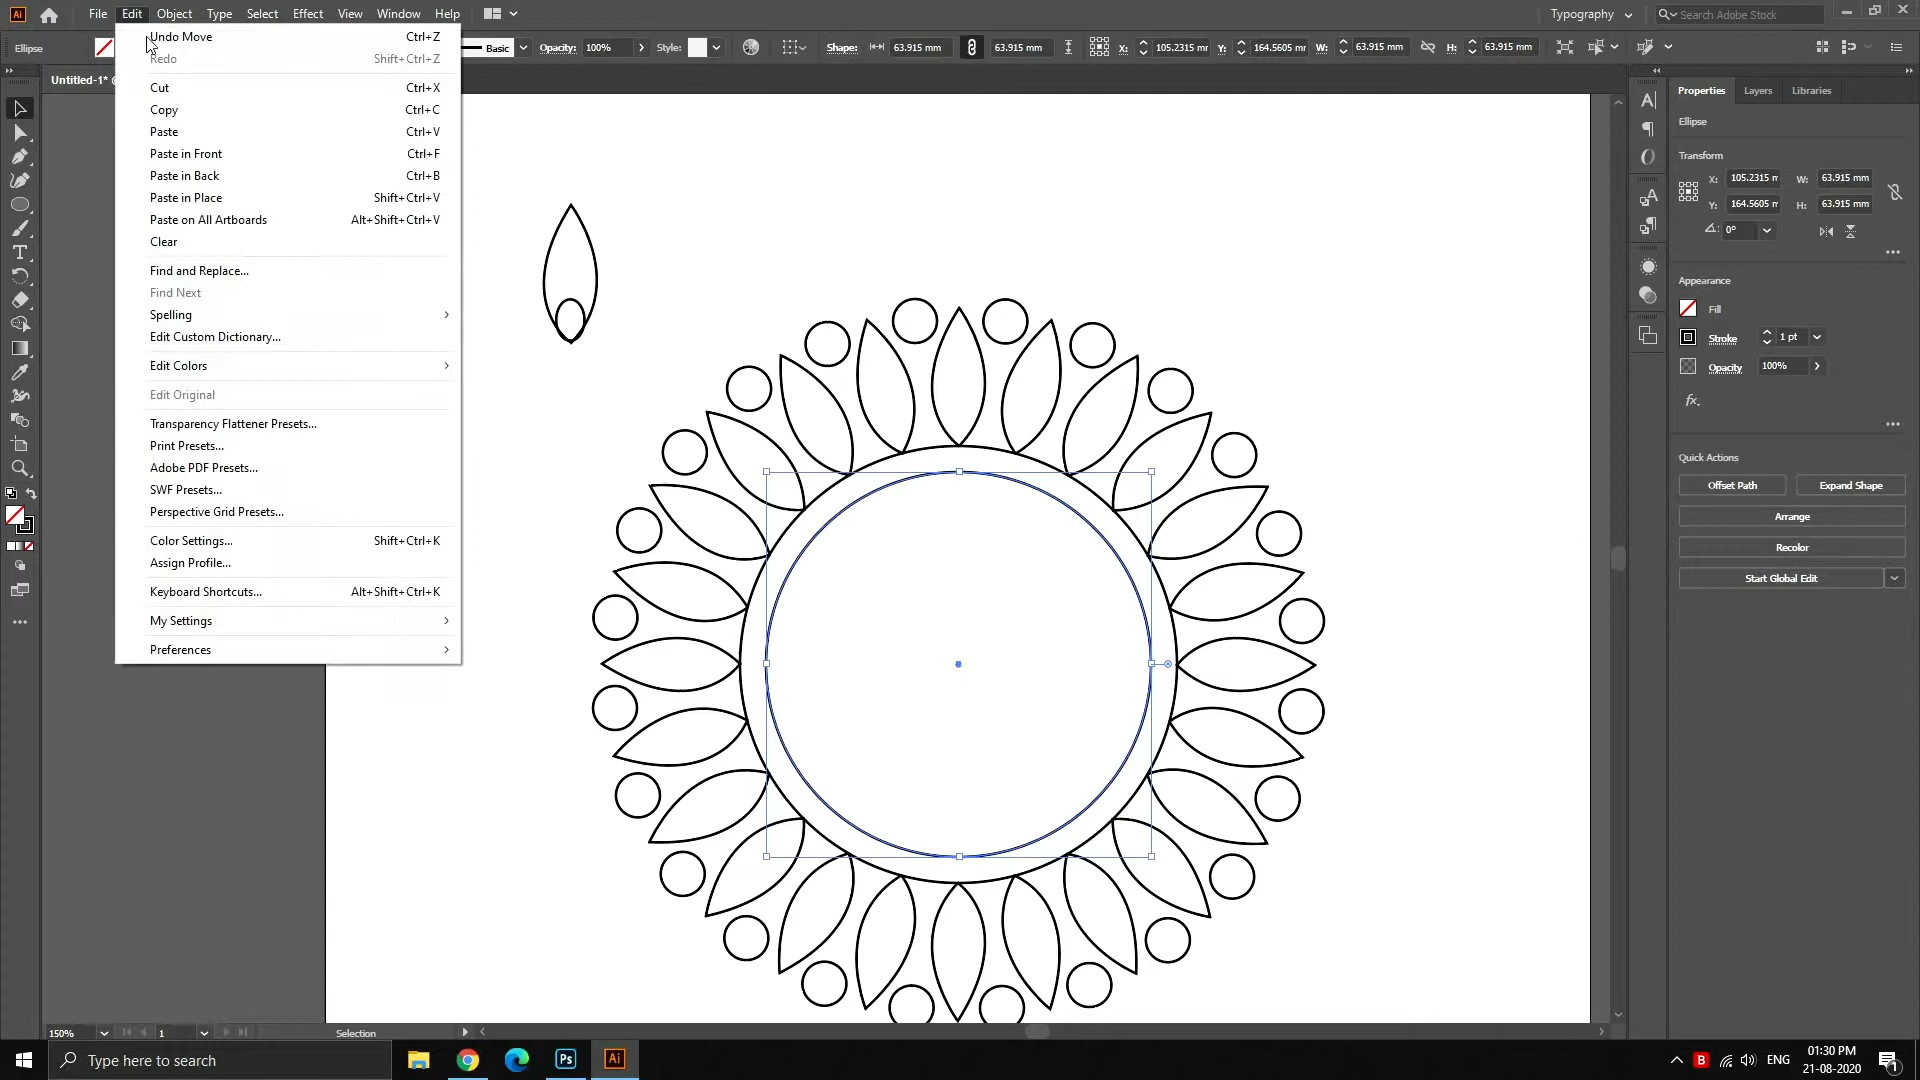 Ai File Edit Object Type Select Effect View Window Help Typography Search Adobe Stock
Ellipse Basic Opacity: 100% Style: Shape: 63.915 mm 63.915 mm X: 105.2315 mm Y: 164.5605 mm W: 63.915 mm H: 63.915 mm
Untitled-1*
Undo Move Ctrl+Z
Redo Shift+Ctrl+Z
Cut Ctrl+X
Copy Ctrl+C
Paste Ctrl+V
Paste in Front Ctrl+F
Paste in Back Ctrl+B
Paste in Place Shift+Ctrl+V
Paste on All Artboards Alt+Shift+Ctrl+V
Clear
Find and Replace...
Find Next
Spelling
Edit Custom Dictionary...
Edit Colors
Edit Original
Transparency Flattener Presets...
Print Presets...
Adobe PDF Presets...
SWF Presets...
Perspective Grid Presets...
Color Settings... Shift+Ctrl+K
Assign Profile...
Keyboard Shortcuts... Alt+Shift+Ctrl+K
My Settings
Preferences
Properties Layers Libraries
Ellipse
Transform
X: 105.2315 m W: 63.915 mm
Y: 164.5605 m H: 63.915 mm
0°
Appearance
Fill
Stroke 1 pt
Opacity 100%
fx.
Quick Actions
Offset Path Expand Shape
Arrange
Recolor
Start Global Edit
150% 1 Selection
Type here to search Ps Ai B ENG 01:30 PM
21-08-2020
1